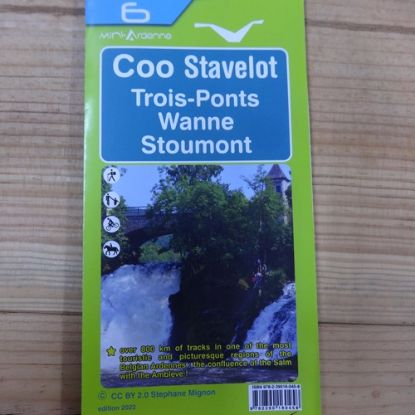 6
Mini-Ardenne
Coo Stavelot
Trois-Ponts
Wanne
Stoumont
over 800 km of tracks in one of the most
touristic and picturesque regions of the
Belgian Ardennes: the confluence of the Salm
with the Amblève!
© CC BY 2.0 Stephane Mignon
edition 2022